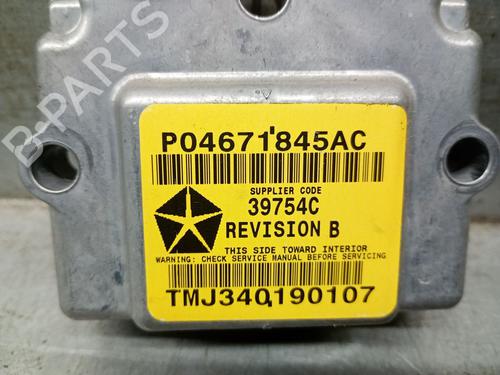 B-PARTS
P04671845AC
SUPPLIER CODE
39754C
REVISION B
THIS SIDE TOWARD INTERIOR
WARNING: CHECK SERVICE MANUAL BEFORE SERVICING
TMJ340190107